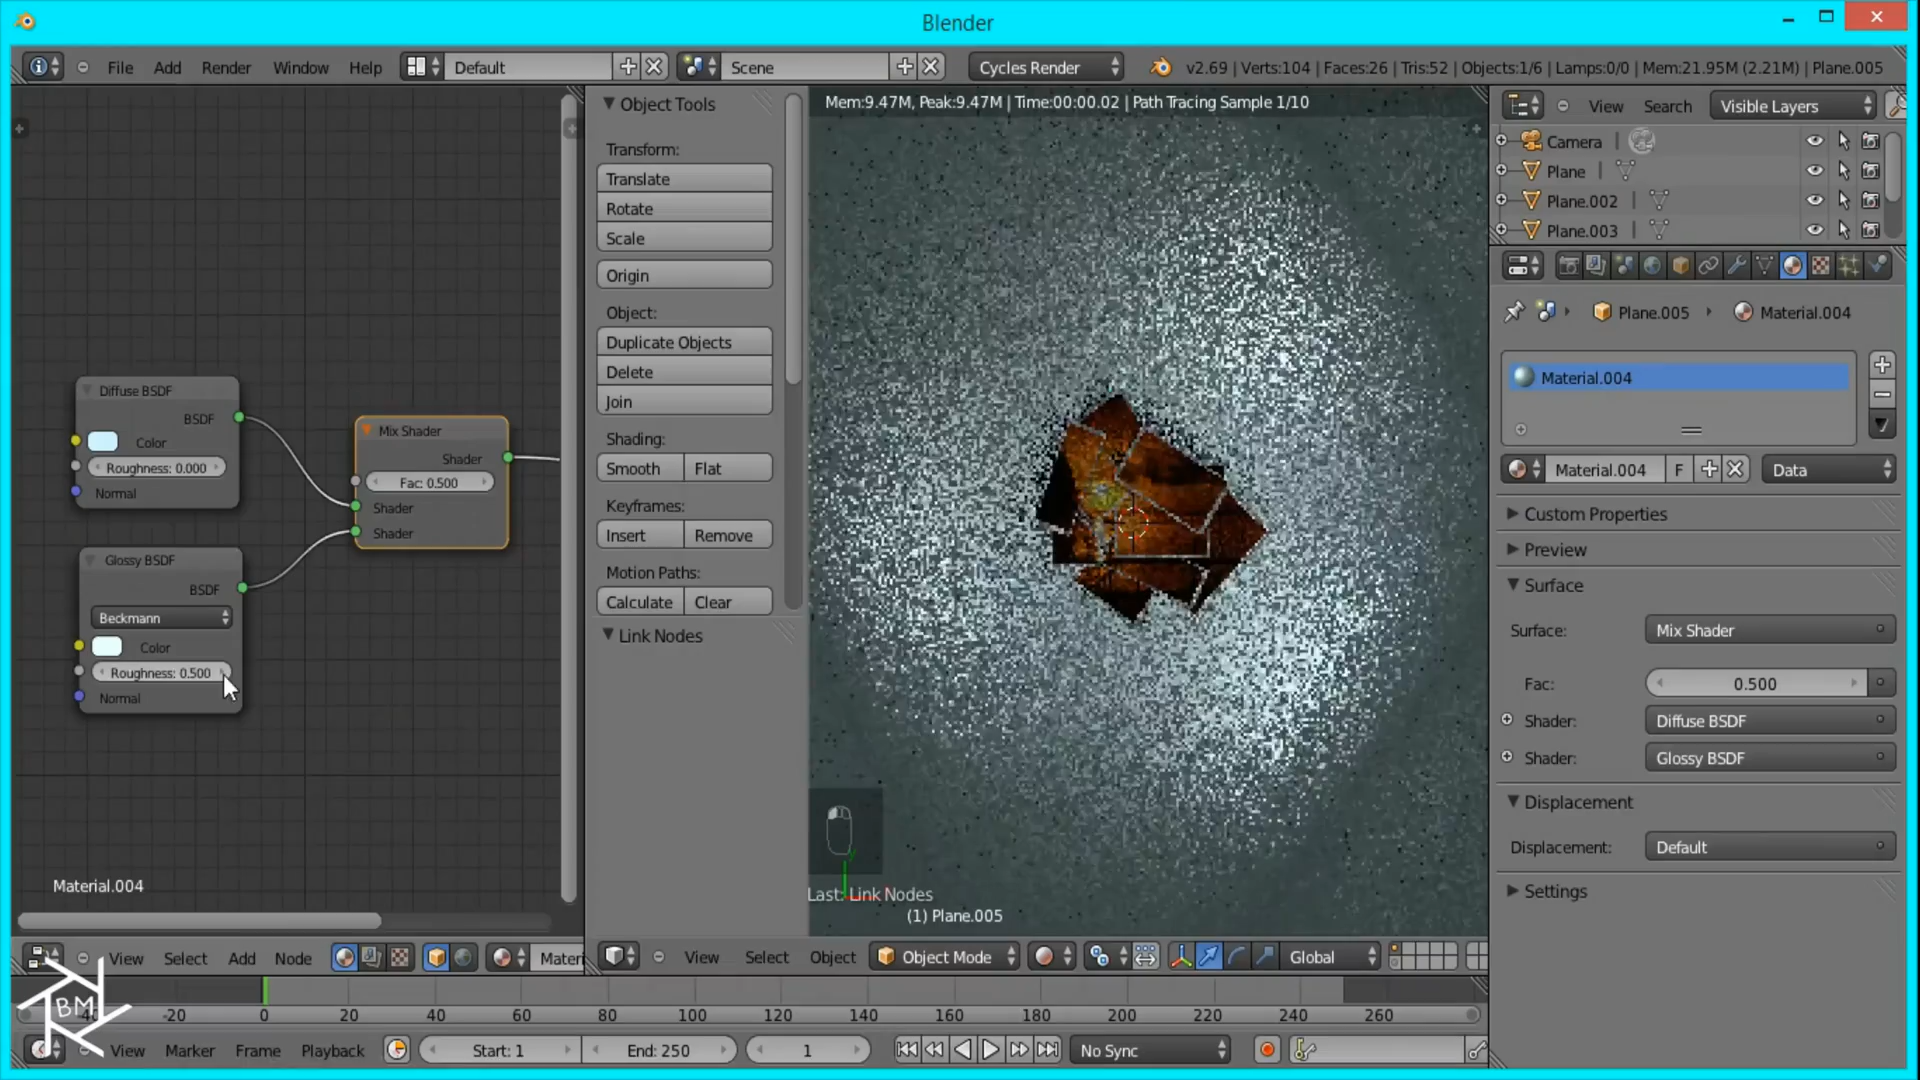 Blender
File Add Render Window Help Default Scene Cycles Render v2.69 | Verts:104 | Faces:26 | Tris:52 | Objects:1/6 | Lamps:0/0 | Mem:21.95M (2.21M) | Plane.005
Diffuse BSDF
BSDF
Color
Roughness: 0.000
Normal
Mix Shader
Shader
Fac: 0.500
Shader
Shader
Glossy BSDF
BSDF
Beckmann
Color
Roughness: 0.500
Normal
Material.004
View Select Add Node Mater
Object Tools
Transform:
Translate
Rotate
Scale
Origin
Object:
Duplicate Objects
Delete
Join
Shading:
Smooth Flat
Keyframes:
Insert Remove
Motion Paths:
Calculate Clear
Link Nodes
Mem:9.47M, Peak:9.47M | Time:00:00.02 | Path Tracing Sample 1/10
Last: Link Nodes
(1) Plane.005
View Select Object Object Mode Global
View Search Visible Layers
Camera
Plane
Plane.002
Plane.003
Plane.005 Material.004
Material.004
Material.004 F Data
Custom Properties
Preview
Surface
Surface: Mix Shader
Fac: 0.500
Shader: Diffuse BSDF
Shader: Glossy BSDF
Displacement
Displacement: Default
Settings
-40 -20 0 20 40 60 80 100 120 140 160 180 200 220 240 260
BM
View Marker Frame Playback Start: 1 End: 250 1 No Sync